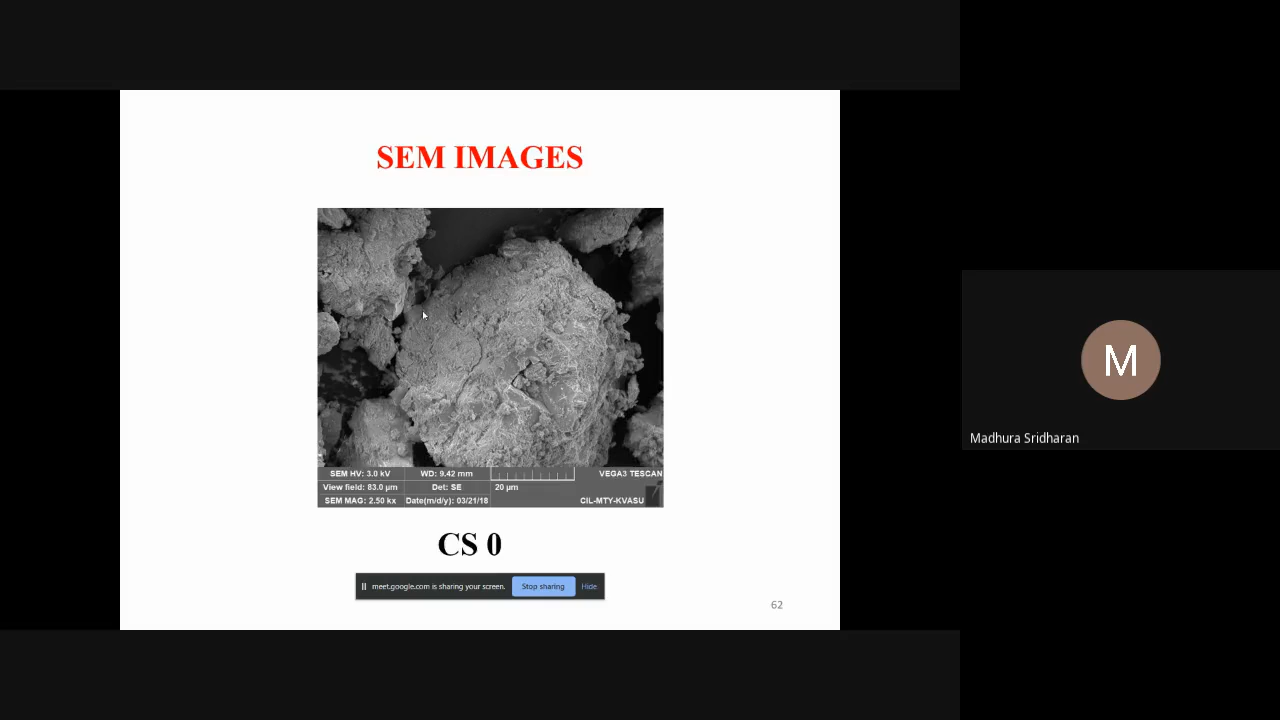 SEM IMAGES
SEM HV: 3.0 kV WD: 9.42 mm VEGA3 TESCAN
View field: 83.0 µm Det: SE 20 µm
SEM MAG: 2.50 kx Date(m/d/y): 03/21/18 CIL-MTY-KVASU
CS 0
meet.google.com is sharing your screen. Stop sharing Hide
62
M
Madhura Sridharan